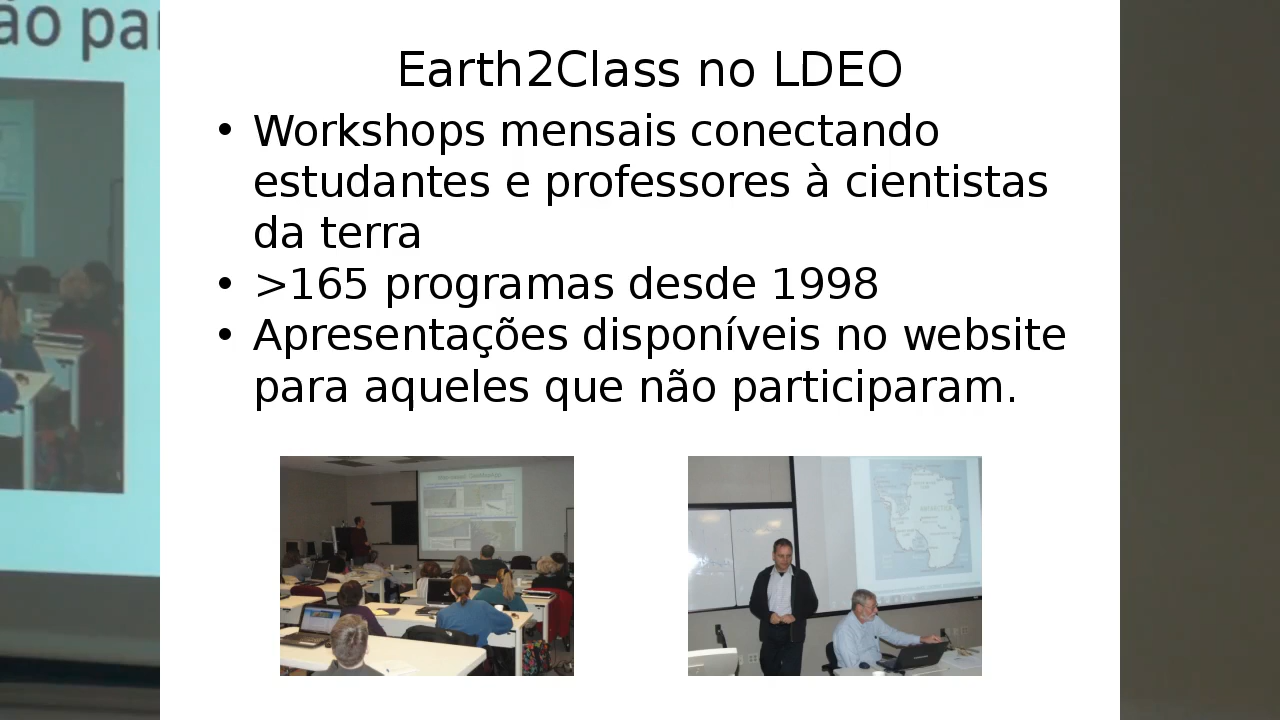 ão par
Earth2Class no LDEO
• Workshops mensais conectando
estudantes e professores à cientistas
da terra
• >165 programas desde 1998
• Apresentações disponíveis no website
para aqueles que não participaram.